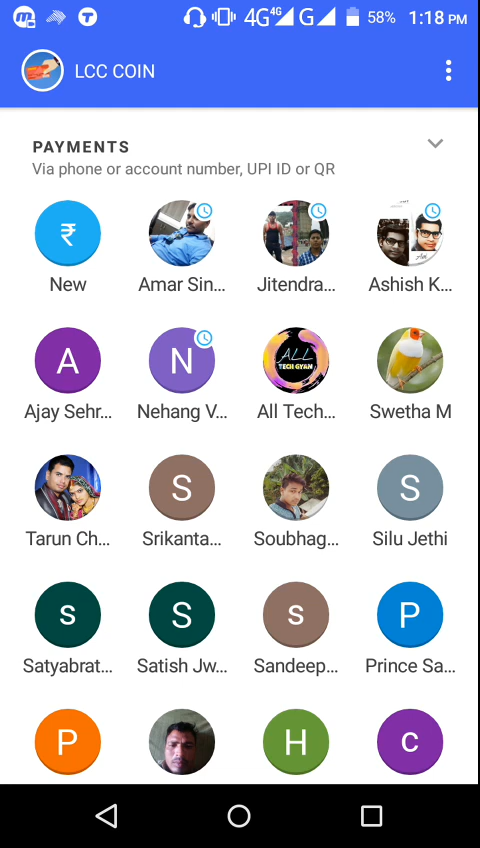 4G 4G G 58% 1:18 PM
LCC COIN
PAYMENTS
Via phone or account number, UPI ID or QR
₹
New Amar Sin... Jitendra... Ashish K...
A N ALL
TECH GYAN
Ajay Sehr... Nehang V... All Tech... Swetha M
S S
Tarun Ch... Srikanta... Soubhag... Silu Jethi
s S s P
Satyabrat... Satish Jw... Sandeep... Prince Sa...
P H c